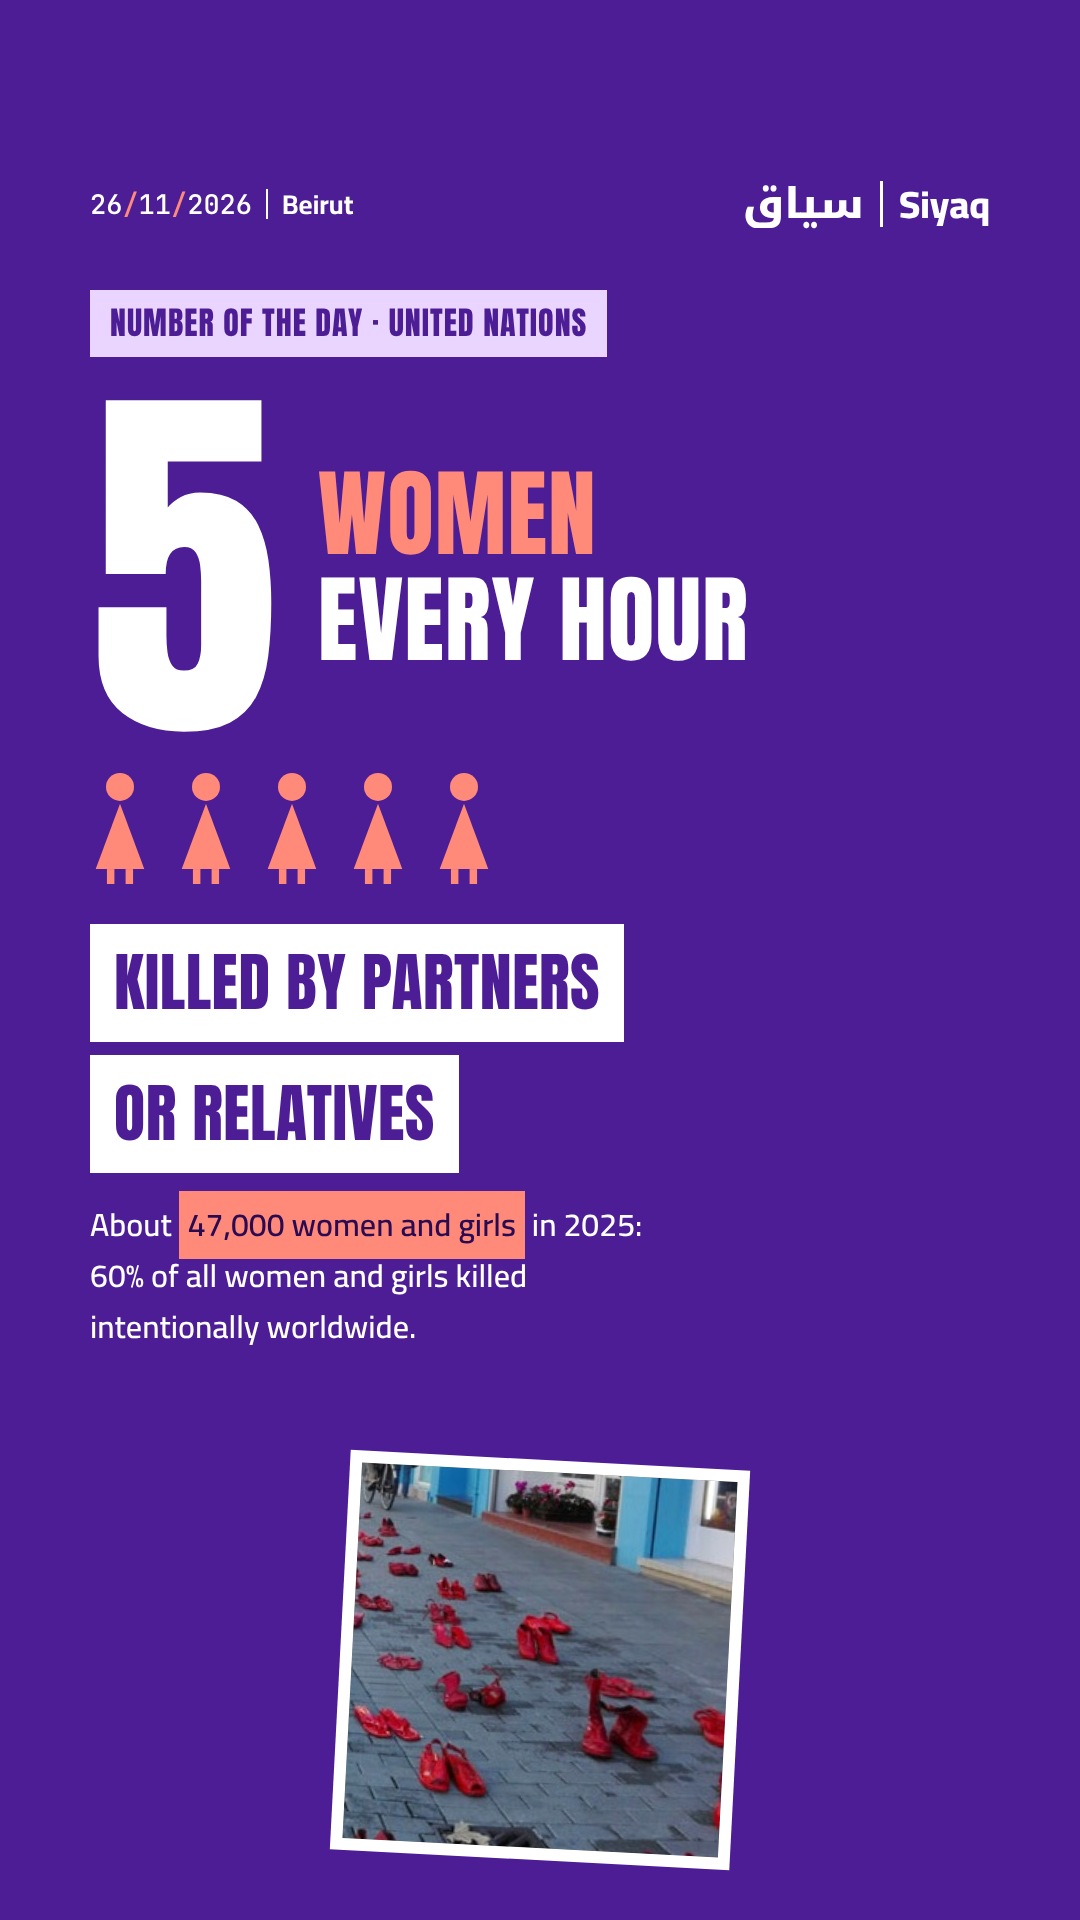 26/11/2026 | Beirut
سياق | Siyaq
NUMBER OF THE DAY · UNITED NATIONS
5
WOMEN
EVERY HOUR
KILLED BY PARTNERS
OR RELATIVES
About 47,000 women and girls in 2025:
60% of all women and girls killed
intentionally worldwide.